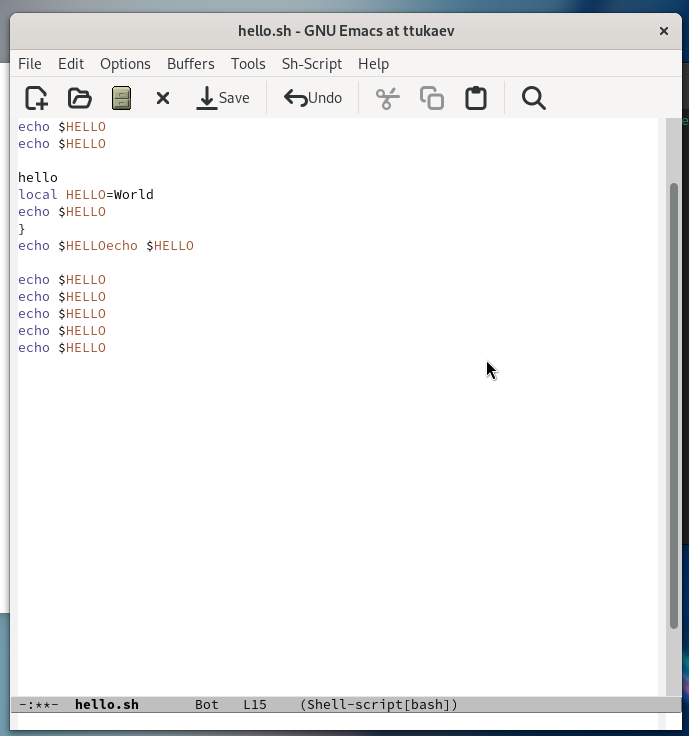 hello.sh - GNU Emacs at ttukaev
File Edit Options Buffers Tools Sh-Script Help
Save Undo
echo $HELLO
echo $HELLO
hello
local HELLO=World
echo $HELLO
}
echo $HELLOecho $HELLO
echo $HELLO
echo $HELLO
echo $HELLO
echo $HELLO
echo $HELLO
-:**- hello.sh Bot L15 (Shell-script[bash])